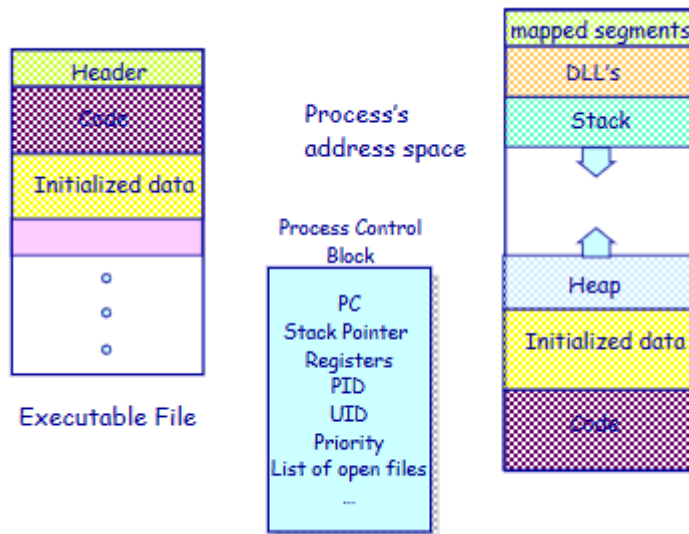 Header
Code
Initialized data
Executable File
Process's
address space
Process Control
Block
PC
Stack Pointer
Registers
PID
UID
Priority
List of open files
...
mapped segments
DLL's
Stack
Heap
Initialized data
Code